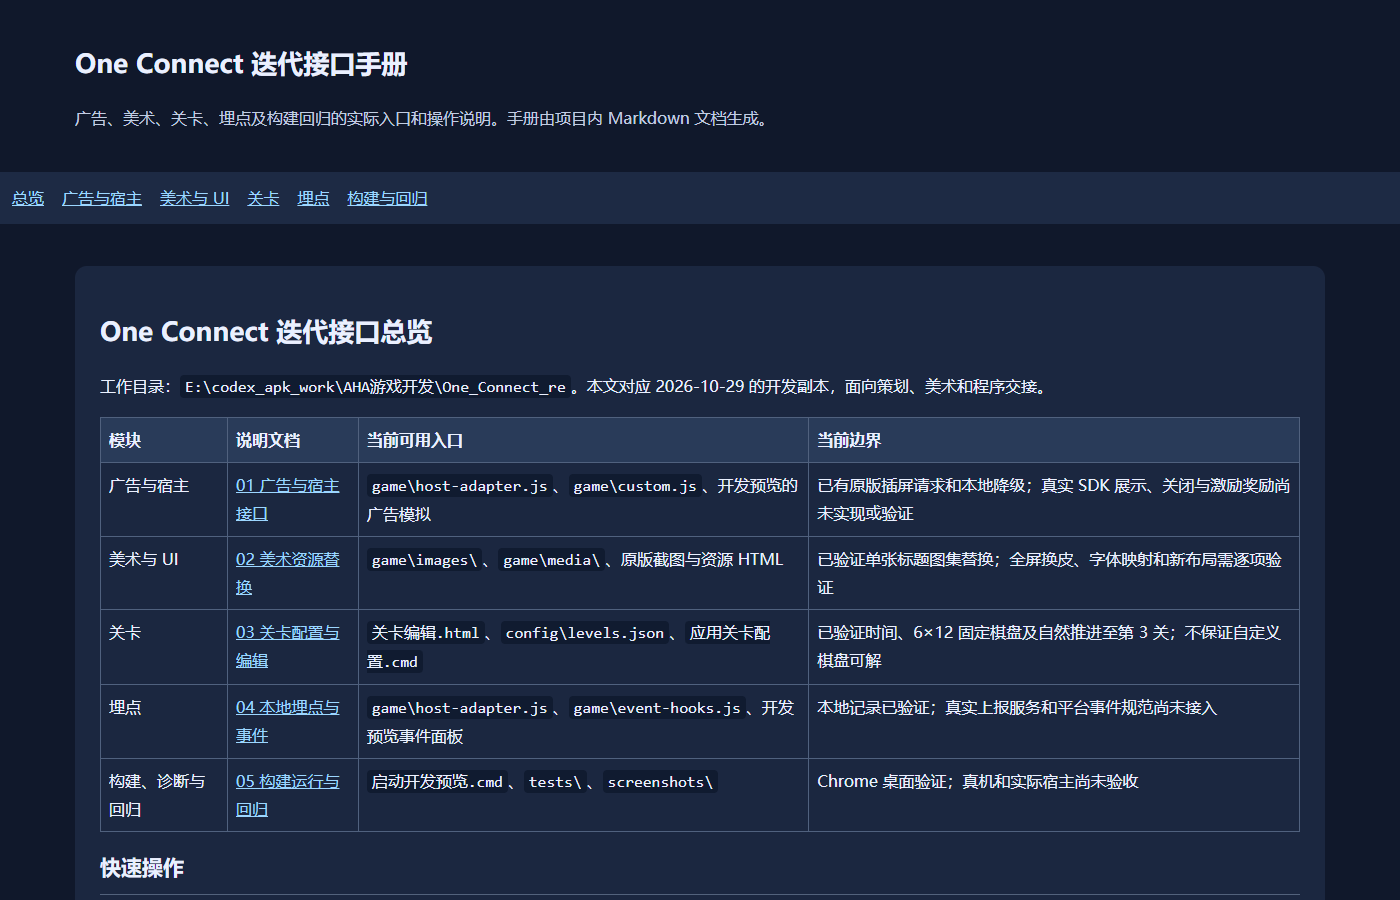 One Connect 迭代接口手册
广告、美术、关卡、埋点及构建回归的实际入口和操作说明。手册由项目内 Markdown 文档生成。
总览 广告与宿主 美术与 UI 关卡 埋点 构建与回归
One Connect 迭代接口总览
工作目录： E:\codex_apk_work\AHA游戏开发\One_Connect_re 。本文对应 2026-10-29 的开发副本，面向策划、美术和程序交接。
模块 说明文档 当前可用入口 当前边界
广告与宿主 01 广告与宿主 game\host-adapter.js 、 game\custom.js 、开发预览的 已有原版插屏请求和本地降级；真实 SDK 展示、关闭与激励奖励尚
接口 广告模拟 未实现或验证
美术与 UI 02 美术资源替 game\images\ 、 game\media\ 、原版截图与资源 HTML 已验证单张标题图集替换；全屏换皮、字体映射和新布局需逐项验
换 证
关卡 03 关卡配置与 关卡编辑.html 、 config\levels.json 、 应用关卡配 已验证时间、6×12 固定棋盘及自然推进至第 3 关；不保证自定义
编辑 置.cmd 棋盘可解
埋点 04 本地埋点与 game\host-adapter.js 、 game\event-hooks.js 、开发 本地记录已验证；真实上报服务和平台事件规范尚未接入
事件 预览事件面板
构建、诊断与 05 构建运行与 启动开发预览.cmd 、 tests\ 、 screenshots\ Chrome 桌面验证；真机和实际宿主尚未验收
回归 回归
快速操作